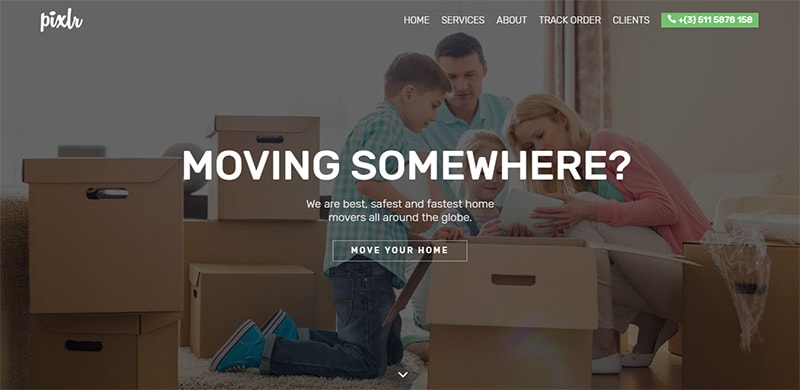 pixlr
HOME SERVICES ABOUT TRACK ORDER CLIENTS +(3) 511 5878 158
MOVING SOMEWHERE?
We are best, safest and fastest home
movers all around the globe.
MOVE YOUR HOME